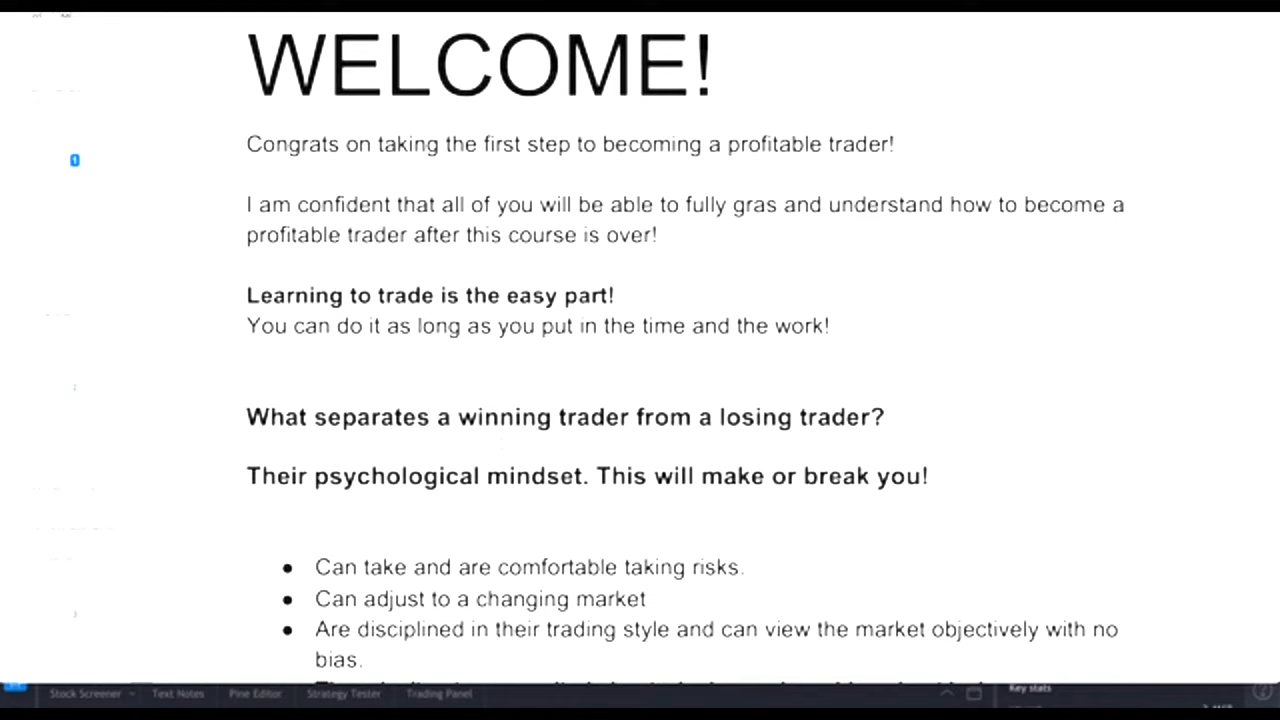 WELCOME!
Congrats on taking the first step to becoming a profitable trader!
1
I am confident that all of you will be able to fully gras and understand how to become a
profitable trader after this course is over!
Learning to trade is the easy part!
You can do it as long as you put in the time and the work!
2
What separates a winning trader from a losing trader?
Their psychological mindset. This will make or break you!
● Can take and are comfortable taking risks.
● Can adjust to a changing market
3
● Are disciplined in their trading style and can view the market objectively with no
bias.
Stock Screener Text Notes Pine Editor Strategy Tester Trading Panel Key stats